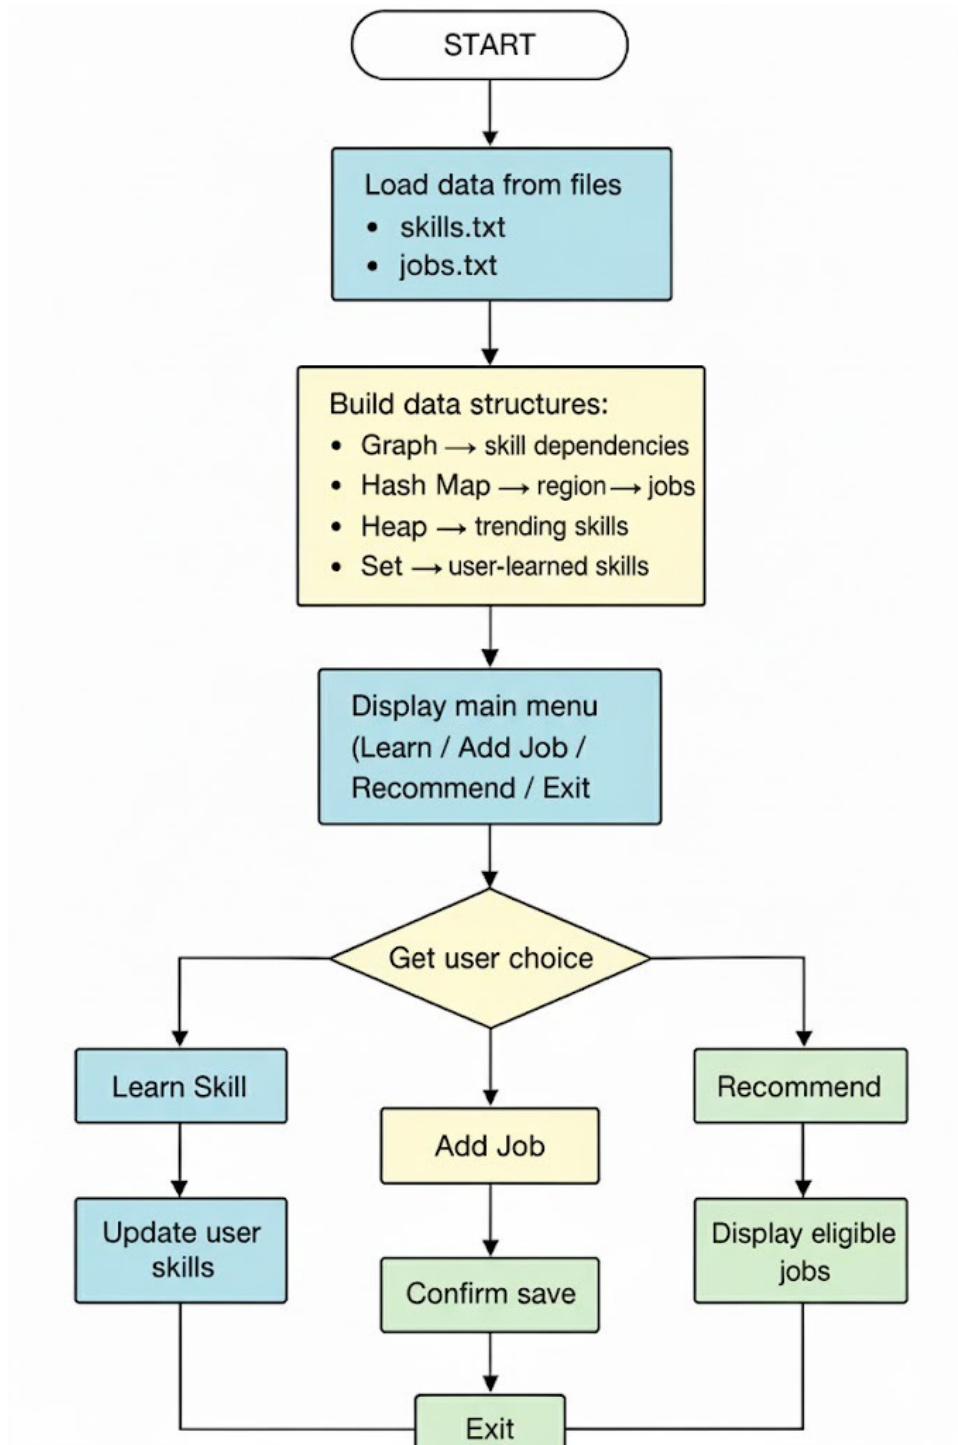 START
Load data from files
• skills.txt
• jobs.txt
Build data structures:
• Graph → skill dependencies
• Hash Map → region → jobs
• Heap → trending skills
• Set → user-learned skills
Display main menu
(Learn / Add Job /
Recommend / Exit
Get user choice
Learn Skill
Update user
skills
Add Job
Confirm save
Recommend
Display eligible
jobs
Exit